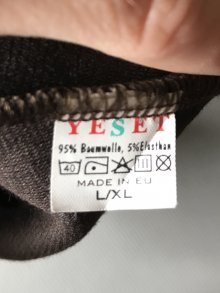 YESET
95% Baumwolle, 5% Elasthan
40
MADE IN EU
L/XL